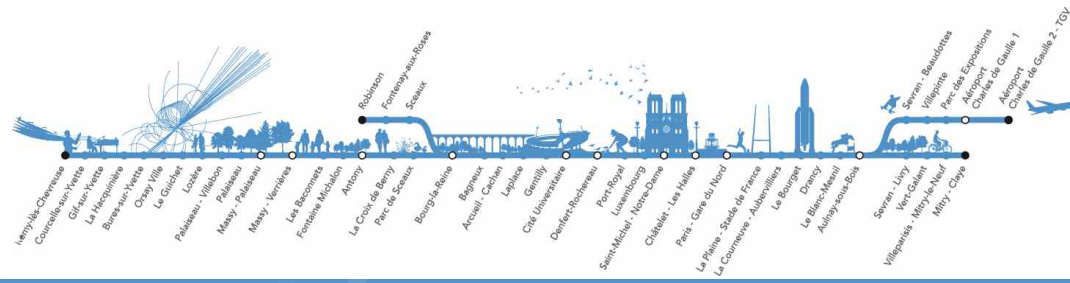 Robinson
Fontenay-aux-Roses
Sceaux
Sevran - Beaudottes
Villepinte
Parc des Expositions
Aéroport
Charles de Gaulle 1
Aéroport
Charles de Gaulle 2 - TGV
Courcelle-sur-Yvette
Gif-sur-Yvette
La Hacquinière
Bures-sur-Yvette
Orsay Ville
Le Guichet
Lozère
Palaiseau - Villebon
Palaiseau
Massy - Palaiseau
Massy - Verrières
Les Baconnets
Fontaine Michalon
Antony
La Croix de Berny
Parc de Sceaux
Bourg-la-Reine
Bagneux
Arcueil - Cachan
Laplace
Gentilly
Cité Universitaire
Denfert-Rochereau
Port-Royal
Luxembourg
Saint-Michel - Notre-Dame
Châtelet - Les Halles
Paris - Gare du Nord
La Plaine - Stade de France
La Courneuve - Aubervilliers
Le Bourget
Drancy
Le Blanc-Mesnil
Aulnay-sous-Bois
Sevran - Livry
Vert-Galant
Villeparisis - Mitry-le-Neuf
Mitry - Claye